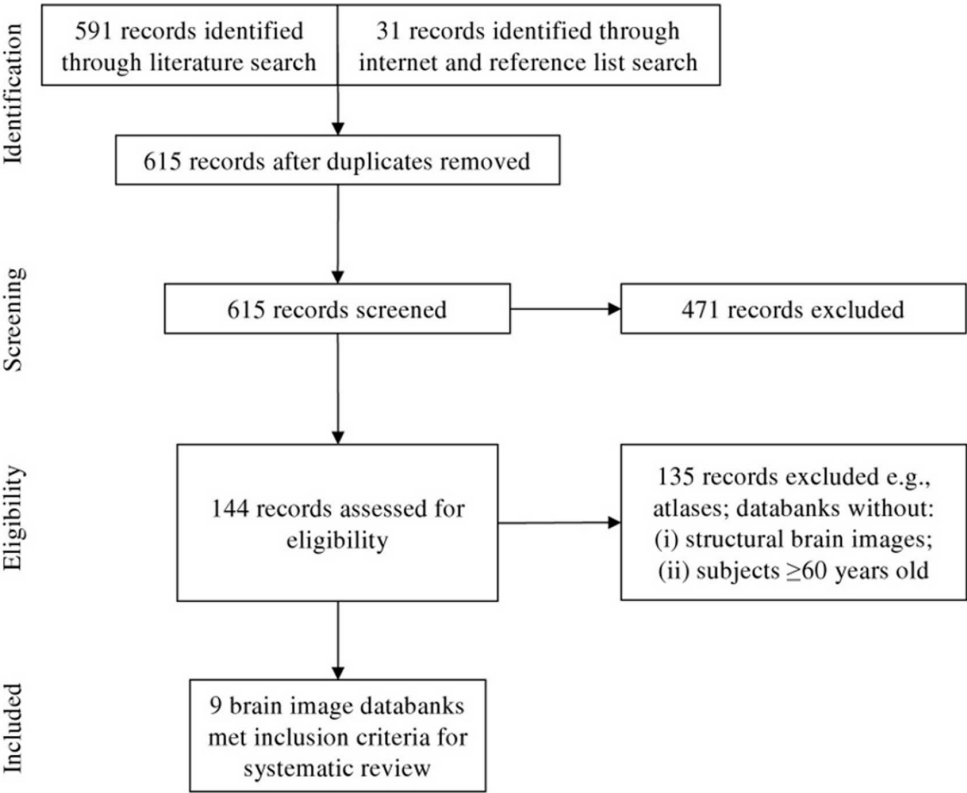 Identification
591 records identified
through literature search
31 records identified through
internet and reference list search
615 records after duplicates removed
Screening
615 records screened
471 records excluded
Eligibility
144 records assessed for
eligibility
135 records excluded e.g.,
atlases; databanks without:
(i) structural brain images;
(ii) subjects ≥60 years old
Included
9 brain image databanks
met inclusion criteria for
systematic review